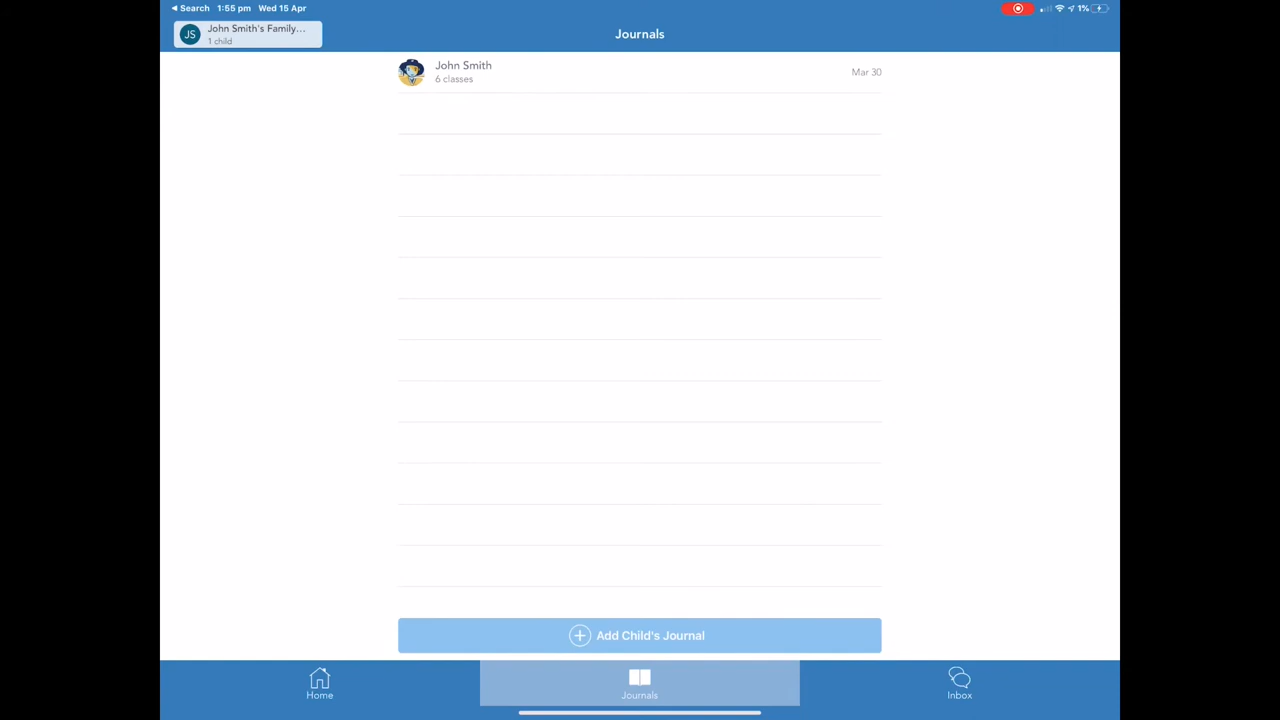 Search 1:55 pm Wed 15 Apr 1%
JS John Smith's Family...
1 child
Journals
John Smith
6 classes
Mar 30
Add Child's Journal
Home
Journals
Inbox